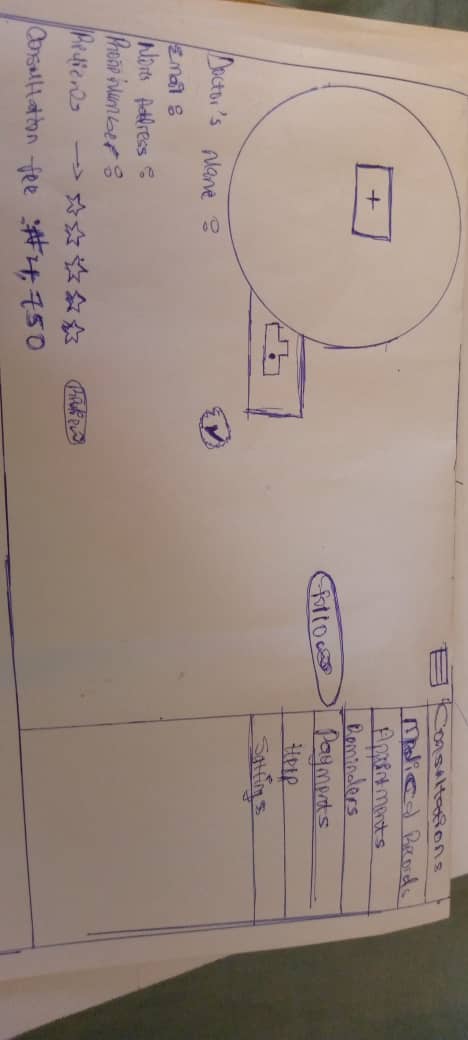 Consultations
Medical Records
Appointments
Reminders
Payments
Help
Settings
follow
Doctor's Name :
Email :
Work Address :
Phone Number :
Reviews →
Consultation fee : ₦4,750